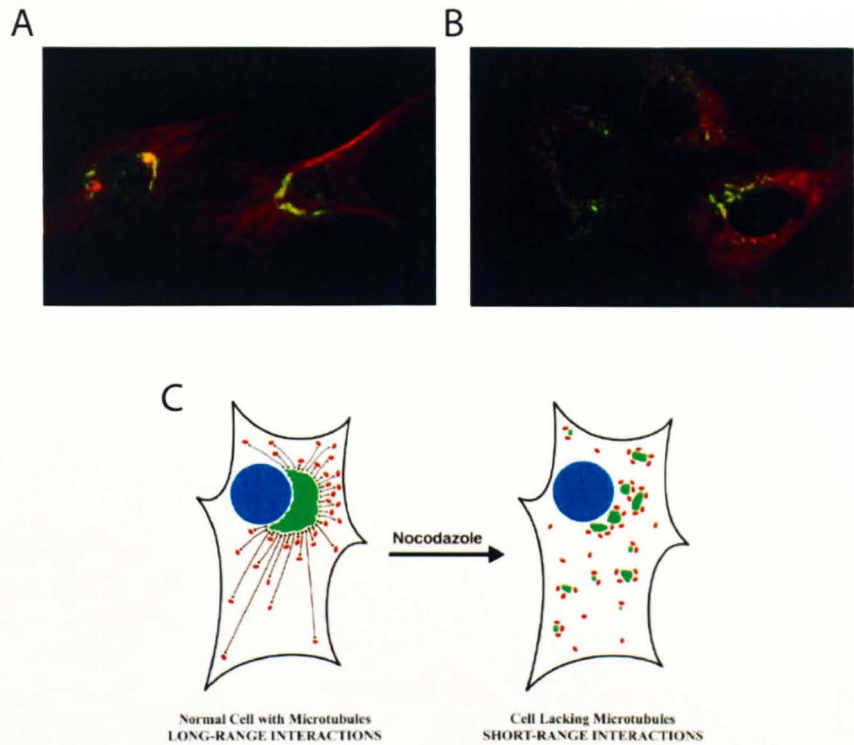 A
B
C
Nocodazole
Normal Cell with Microtubules
LONG-RANGE INTERACTIONS
Cell Lacking Microtubules
SHORT-RANGE INTERACTIONS